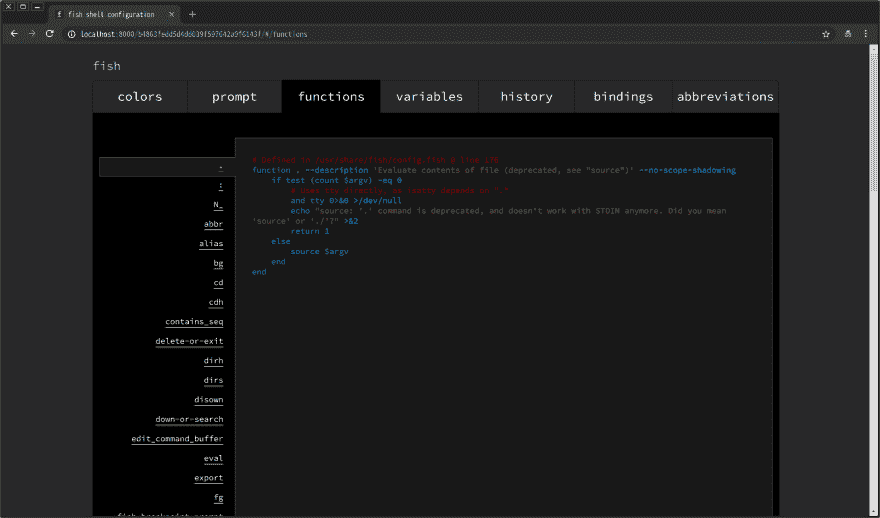 fish shell configuration
localhost:8000/b4863fedd5d4dd639f597642a9f6143f/#/functions
fish
colors prompt functions variables history bindings abbreviations
.
:
N_
abbr
alias
bg
cd
cdh
contains_seq
delete-or-exit
dirh
dirs
disown
down-or-search
edit_command_buffer
eval
export
fg
# Defined in /usr/share/fish/config.fish @ line 176
function . --description 'Evaluate contents of file (deprecated, see "source")' --no-scope-shadowing
if test (count $argv) -eq 0
# Uses tty directly, as isatty depends on "."
and tty 0>&0 >/dev/null
echo "source: '.' command is deprecated, and doesn't work with STDIN anymore. Did you mean
'source' or './'?" >&2
return 1
else
source $argv
end
end